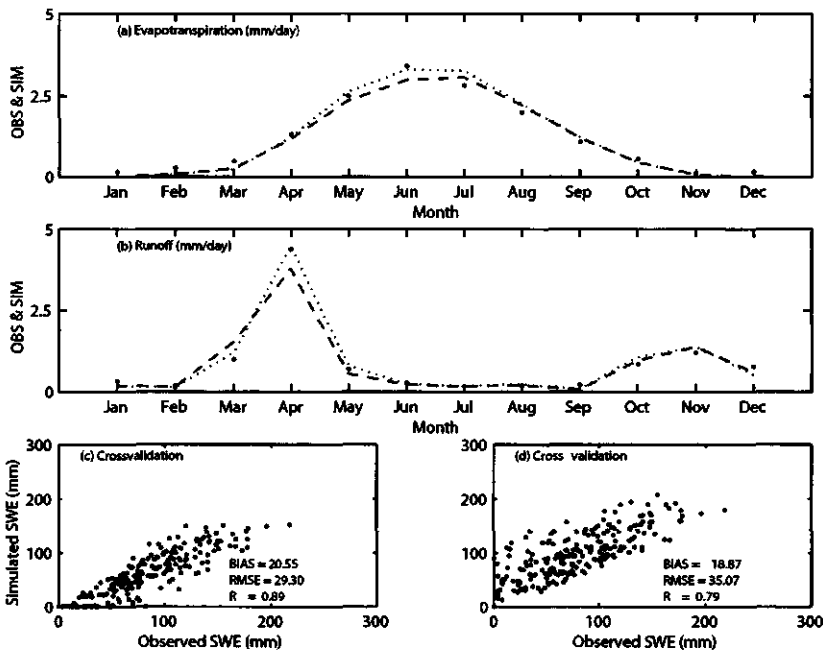 5
(a) Evapotranspiration (mm/day)
OBS & SIM
2.5
0
Jan Feb Mar Apr May Jun Jul Aug Sep Oct Nov Dec
Month
5
(b) Runoff (mm/day)
OBS & SIM
2.5
0
Jan Feb Mar Apr May Jun Jul Aug Sep Oct Nov Dec
Month
300
(c) Crossvalidation
Simulated SWE (mm)
200
100
0
BIAS = 20.55
RMSE = 29.30
R = 0.89
0 100 200 300
Observed SWE (mm)
300
(d) Cross validation
200
100
0
BIAS = 18.87
RMSE = 35.07
R = 0.79
0 100 200 300
Observed SWE (mm)